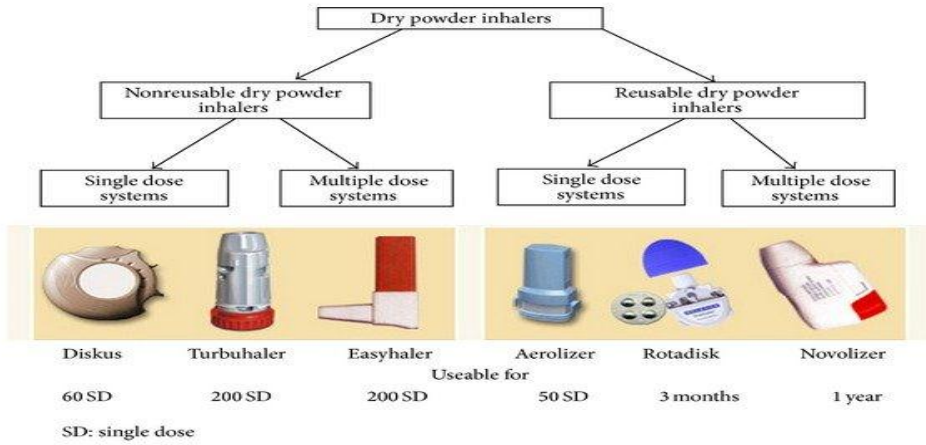 Dry powder inhalers
Nonreusable dry powder
inhalers
Reusable dry powder
inhalers
Single dose
systems
Multiple dose
systems
Single dose
systems
Multiple dose
systems
Diskus Turbuhaler Easyhaler Aerolizer Rotadisk Novolizer
Useable for
60 SD 200 SD 200 SD 50 SD 3 months 1 year
SD: single dose